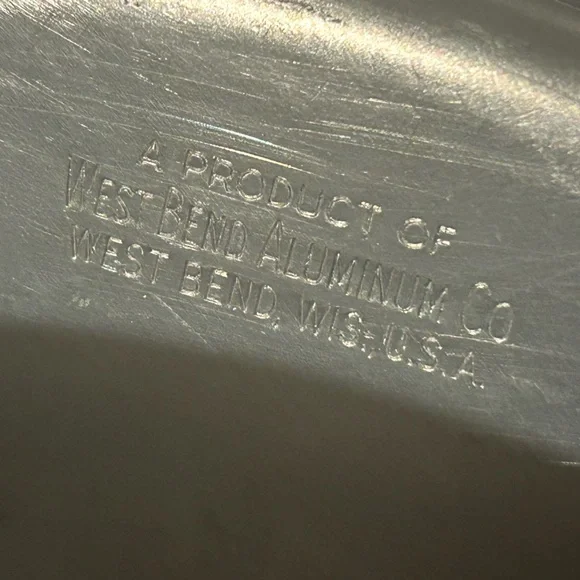 A PRODUCT OF
WEST BEND ALUMINUM CO
WEST BEND, WIS., U.S.A.